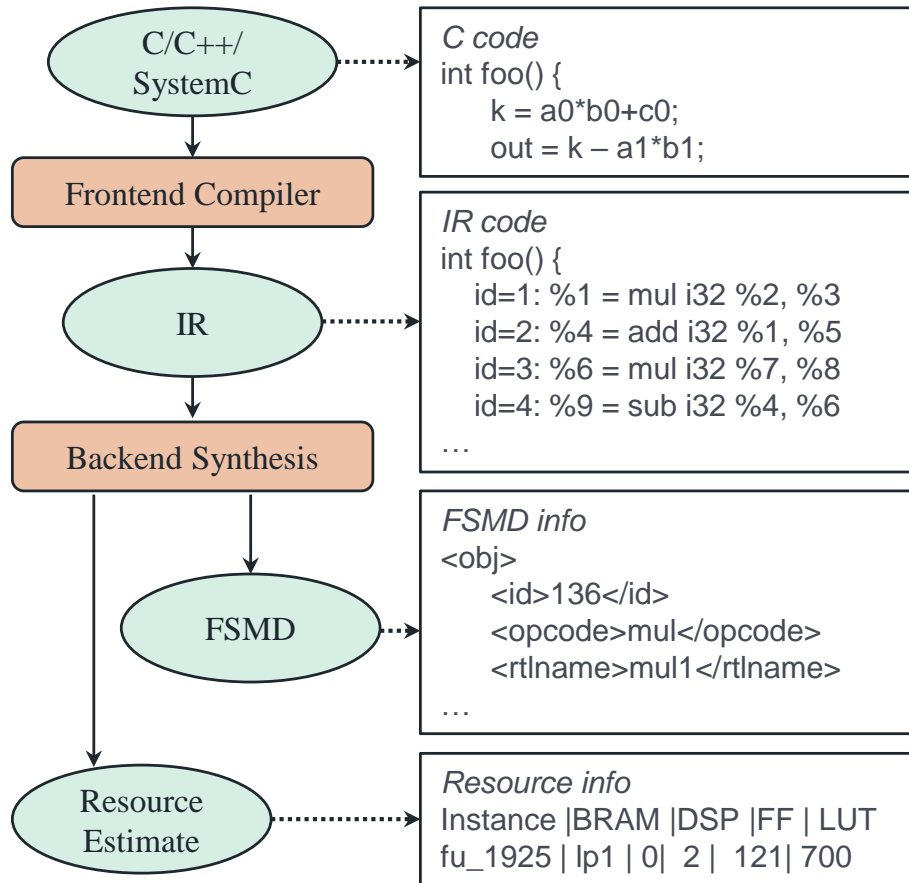 C/C++/
SystemC
C code
int foo() {
k = a0*b0+c0;
out = k – a1*b1;
Frontend Compiler
IR
IR code
int foo() {
id=1: %1 = mul i32 %2, %3
id=2: %4 = add i32 %1, %5
id=3: %6 = mul i32 %7, %8
id=4: %9 = sub i32 %4, %6
…
Backend Synthesis
FSMD
FSMD info
<obj>
<id>136</id>
<opcode>mul</opcode>
<rtlname>mul1</rtlname>
…
Resource
Estimate
Resource info
Instance |BRAM |DSP |FF | LUT
fu_1925 | lp1 | 0| 2 | 121| 700